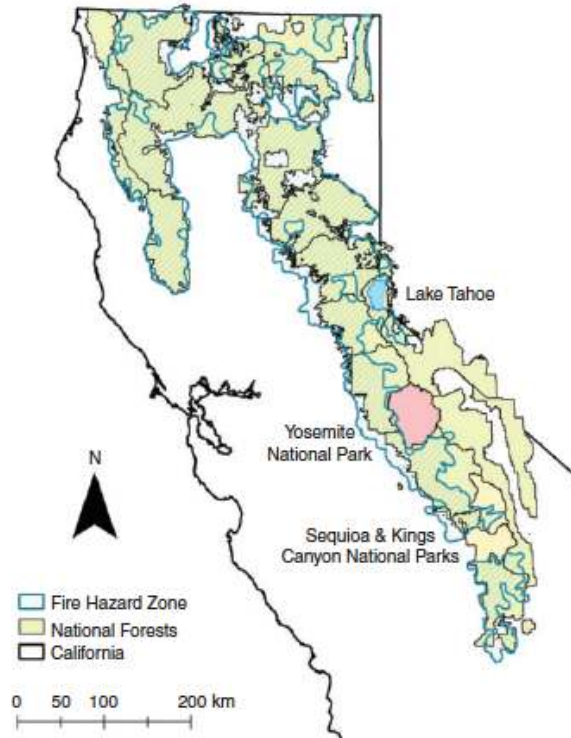 Lake Tahoe
Yosemite
National Park
N
Sequioa & Kings
Canyon National Parks
Fire Hazard Zone
National Forests
California
0 50 100 200 km